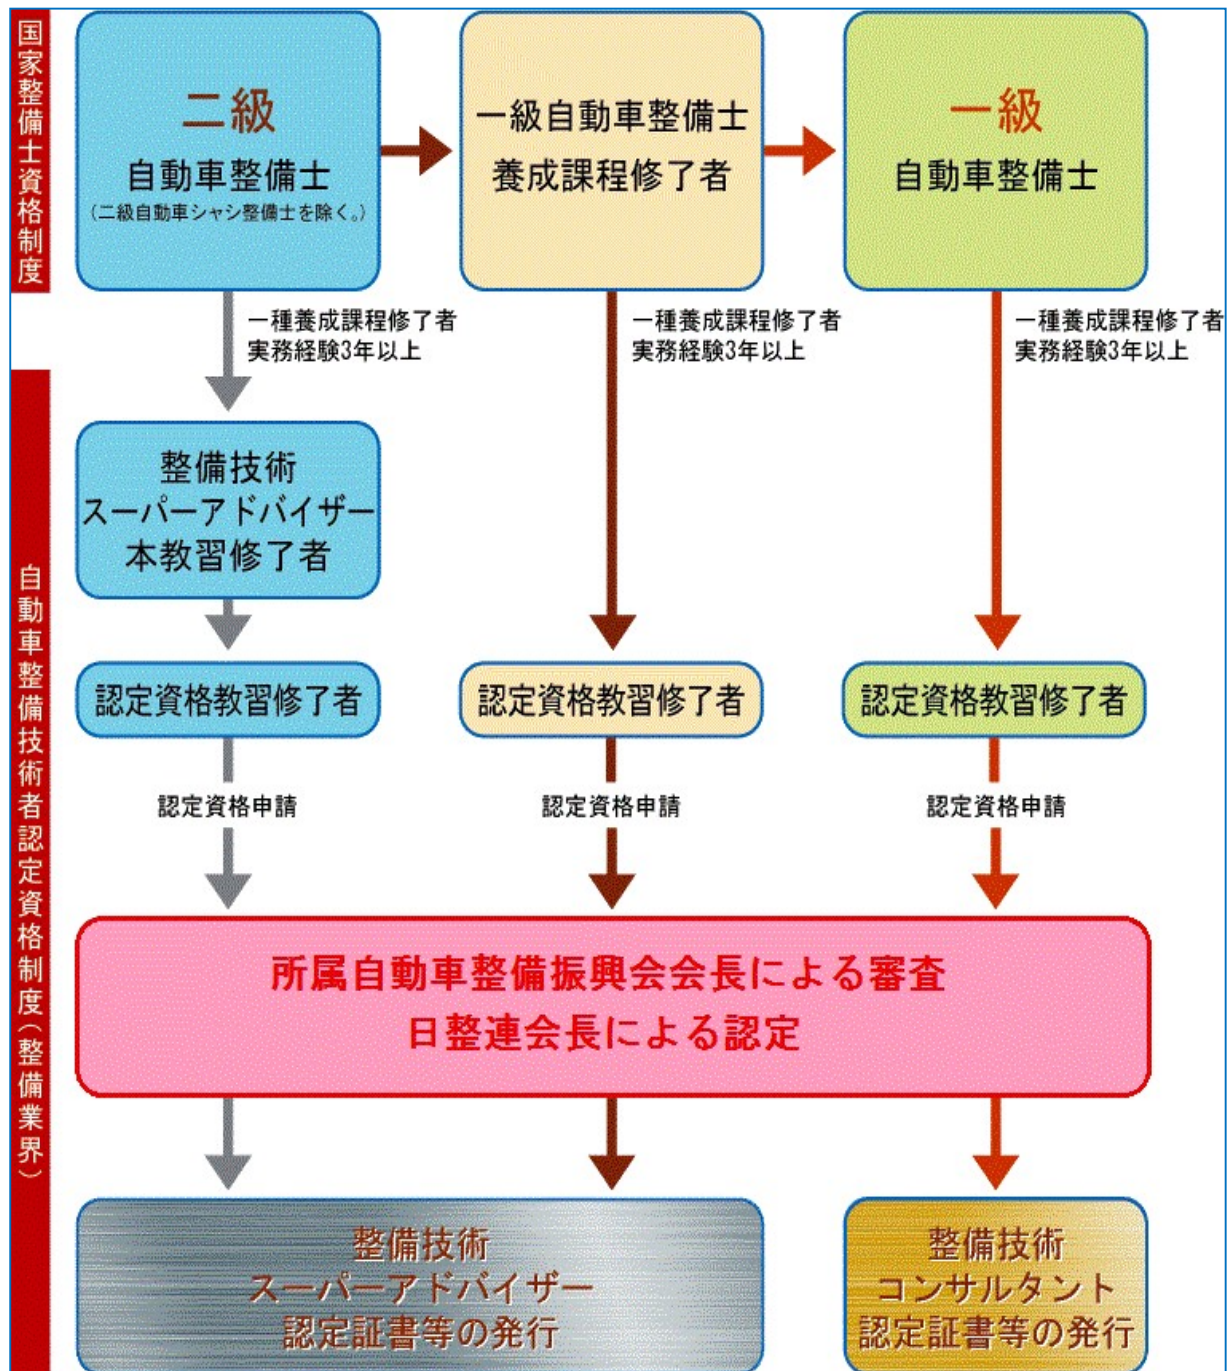 国家整備士資格制度
二級
自動車整備士
(二級自動車シャシ整備士を除く。)
一級自動車整備士
養成課程修了者
一級
自動車整備士
一種養成課程修了者
実務経験3年以上
一種養成課程修了者
実務経験3年以上
一種養成課程修了者
実務経験3年以上
自動車整備技術者認定資格制度(整備業界)
整備技術
スーパーアドバイザー
本教習修了者
認定資格教習修了者
認定資格教習修了者
認定資格教習修了者
認定資格申請
認定資格申請
認定資格申請
所属自動車整備振興会会長による審査
日整連会長による認定
整備技術
スーパーアドバイザー
認定証書等の発行
整備技術
コンサルタント
認定証書等の発行